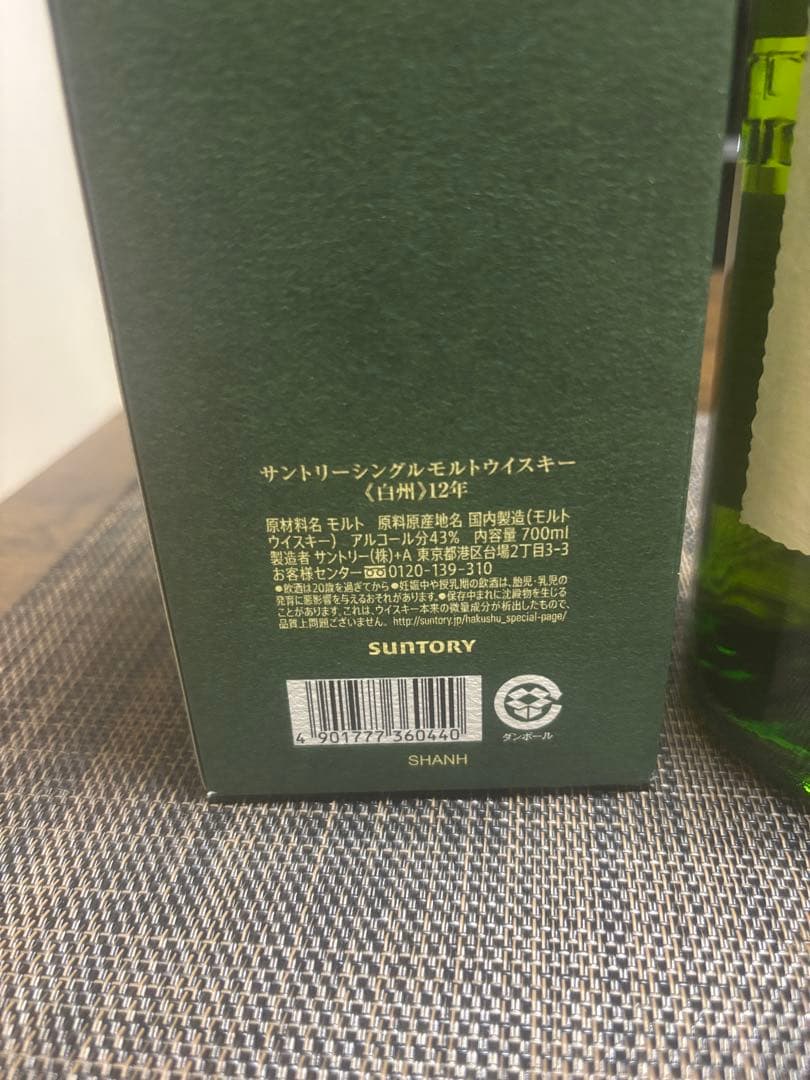 サントリーシングルモルトウイスキー
《白州》12年
原材料名 モルト 原料原産地名 国内製造(モルト
ウイスキー) アルコール分43% 内容量 700ml
製造者 サントリー(株)+A 東京都港区台場2丁目3-3
お客様センター 0120-139-310
●飲酒は20歳を過ぎてから ●妊娠中や授乳期の飲酒は、胎児・乳児の
発育に悪影響を与えるおそれがあります。●保存中まれに沈殿物を生じる
ことがあります。これは、ウイスキー本来の微量成分が析出したもので、
品質上問題ございません。 http://suntory.jp/hakushu_special-page/
SUNTORY
4 901777 360440
ダンボール
SHANH